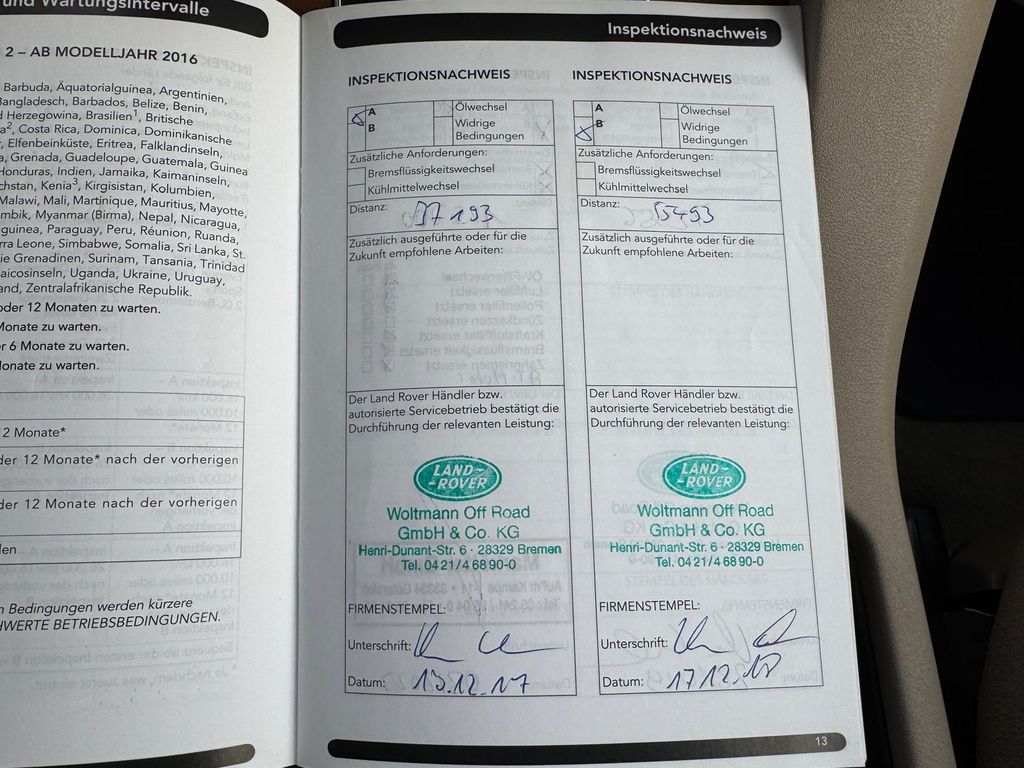 und Wartungsintervalle
2 – AB MODELLJAHR 2016
Barbuda, Äquatorialguinea, Argentinien,
Bangladesch, Barbados, Belize, Benin,
Herzegowina, Brasilien¹, Britische
², Costa Rica, Dominica, Dominikanische
Elfenbeinküste, Eritrea, Falklandinseln,
Grenada, Guadeloupe, Guatemala, Guinea
Honduras, Indien, Jamaika, Kaimaninseln,
Kenia³, Kirgisistan, Kolumbien,
Malawi, Mali, Martinique, Mauritius, Mayotte,
Myanmar (Birma), Nepal, Nicaragua,
Paraguay, Peru, Réunion, Ruanda,
Leone, Simbabwe, Somalia, Sri Lanka, St.
Grenadinen, Surinam, Tansania, Trinidad
Uganda, Ukraine, Uruguay,
Zentralafrikanische Republik.
oder 12 Monaten zu warten.
Monate zu warten.
6 Monate zu warten.
Monate zu warten.
2 Monate*
der 12 Monate* nach der vorherigen
der 12 Monate nach der vorherigen
Bedingungen werden kürzere
BETRIEBSBEDINGUNGEN.
Inspektionsnachweis
INSPEKTIONSNACHWEIS
A
B
Ölwechsel
Widrige
Bedingungen
Zusätzliche Anforderungen:
Bremsflüssigkeitswechsel
Kühlmittelwechsel
Distanz: 37193
Zusätzlich ausgeführte oder für die
Zukunft empfohlene Arbeiten:
Der Land Rover Händler bzw.
autorisierte Servicebetrieb bestätigt die
Durchführung der relevanten Leistung:
LAND-
-ROVER
Woltmann Off Road
GmbH & Co. KG
Henri-Dunant-Str. 6 · 28329 Bremen
Tel. 04 21 / 4 68 90-0
FIRMENSTEMPEL:
Unterschrift:
Datum: 13.12.17
INSPEKTIONSNACHWEIS
A
B
Ölwechsel
Widrige
Bedingungen
Zusätzliche Anforderungen:
Bremsflüssigkeitswechsel
Kühlmittelwechsel
Distanz: 55493
Zusätzlich ausgeführte oder für die
Zukunft empfohlene Arbeiten:
Der Land Rover Händler bzw.
autorisierte Servicebetrieb bestätigt die
Durchführung der relevanten Leistung:
LAND-
-ROVER
Woltmann Off Road
GmbH & Co. KG
Henri-Dunant-Str. 6 · 28329 Bremen
Tel. 04 21 / 4 68 90-0
FIRMENSTEMPEL:
Unterschrift:
Datum: 17.12.18
13